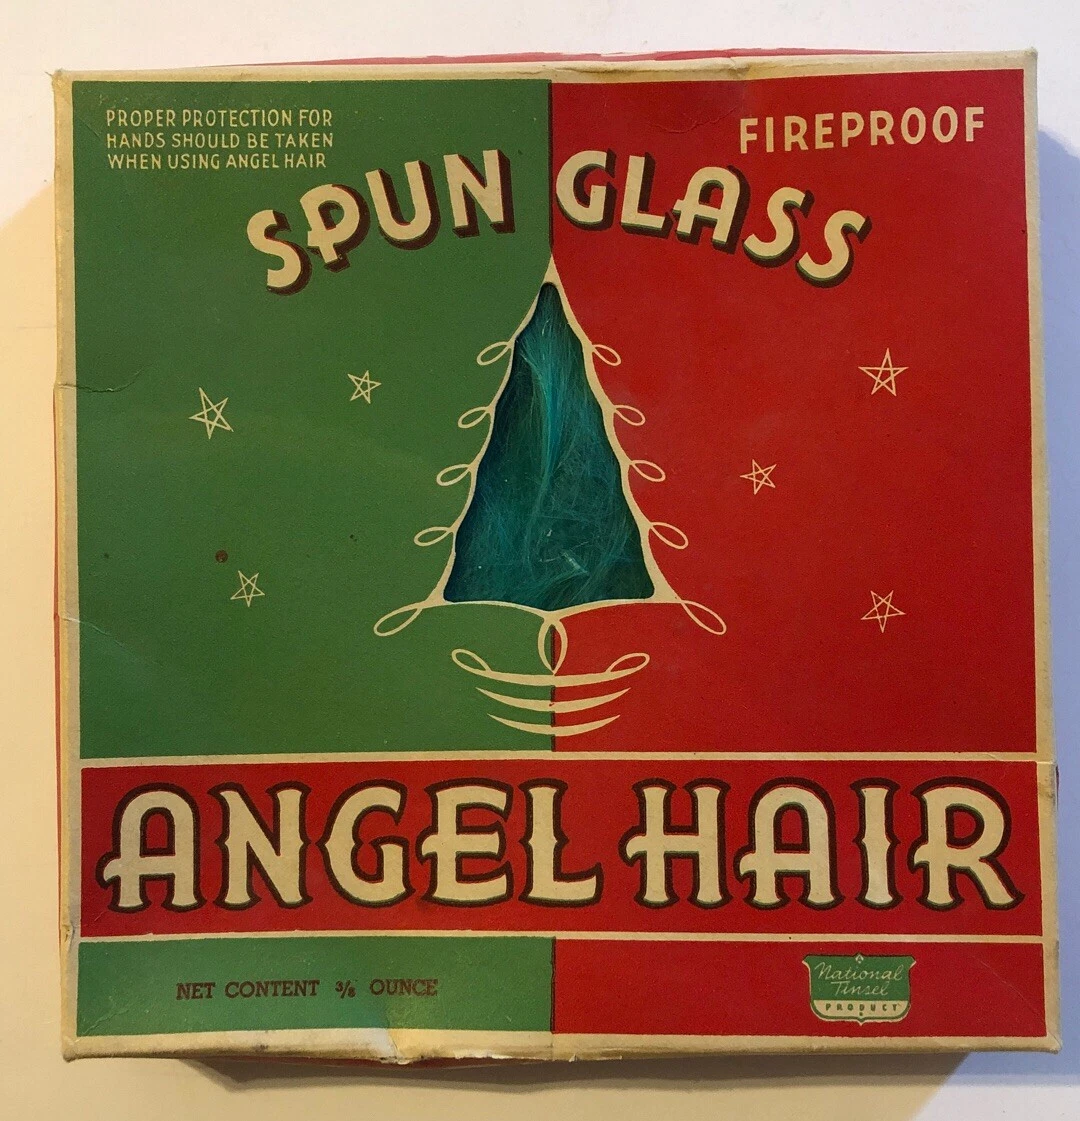 PROPER PROTECTION FOR
HANDS SHOULD BE TAKEN
WHEN USING ANGEL HAIR
FIREPROOF
SPUN GLASS
ANGEL HAIR
NET CONTENT 3/8 OUNCE
National
Tinsel
PRODUCT